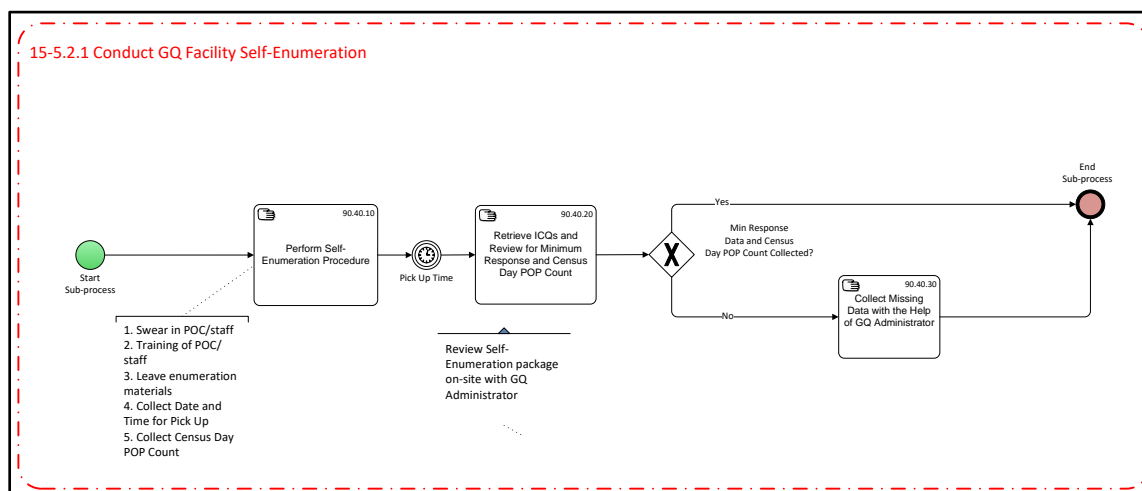 15-5.2.1 Conduct GQ Facility Self-Enumeration
Start
Sub-process
90.40.10
Perform Self-
Enumeration Procedure
1. Swear in POC/staff
2. Training of POC/
staff
3. Leave enumeration
materials
4. Collect Date and
Time for Pick Up
5. Collect Census Day
POP Count
Pick Up Time
90.40.20
Retrieve ICQs and
Review for Minimum
Response and Census
Day POP Count
Review Self-
Enumeration package
on-site with GQ
Administrator
X
Yes
Min Response
Data and Census
Day POP Count Collected?
No
90.40.30
Collect Missing
Data with the Help
of GQ Administrator
End
Sub-process